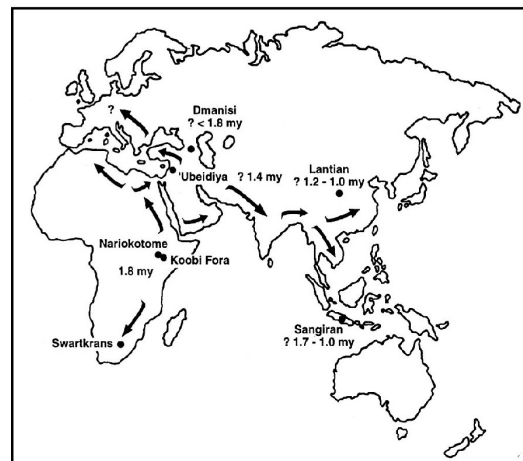 ?
Dmanisi
? < 1.8 my
'Ubeidiya ? 1.4 my
Lantian
? 1.2 - 1.0 my
Nariokotome
Koobi Fora
1.8 my
Swartkrans
Sangiran
? 1.7 - 1.0 my